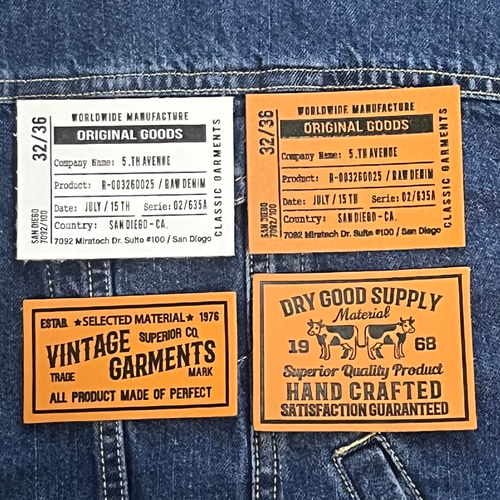 32/36
WORLDWIDE MANUFACTURE
ORIGINAL GOODS
Company Name: 5.TH AVENUE
Product: R-003260025 / RAW DENIM
Date: JULY / 15 TH Serie: 02/635A
Country: SAN DIEGO - CA.
7092 Miratech Dr. Suite #100 / San Diego
SAN DIEGO
7092/100
CLASSIC GARMENTS
32/36
WORLDWIDE MANUFACTURE
ORIGINAL GOODS
Company Name: 5.TH AVENUE
Product: R-003260025 / RAW DENIM
Date: JULY / 15 TH Serie: 02/635A
Country: SAN DIEGO - CA.
7092 Miratech Dr. Suite #100 / San Diego
SAN DIEGO
7092/100
CLASSIC GARMENTS
ESTAB. ★SELECTED MATERIAL★ 1976
VINTAGE SUPERIOR CO.
GARMENTS
TRADE MARK
ALL PRODUCT MADE OF PERFECT
DRY GOOD SUPPLY
Material
19 68
Superior Quality Product
HAND CRAFTED
SATISFACTION GUARANTEED